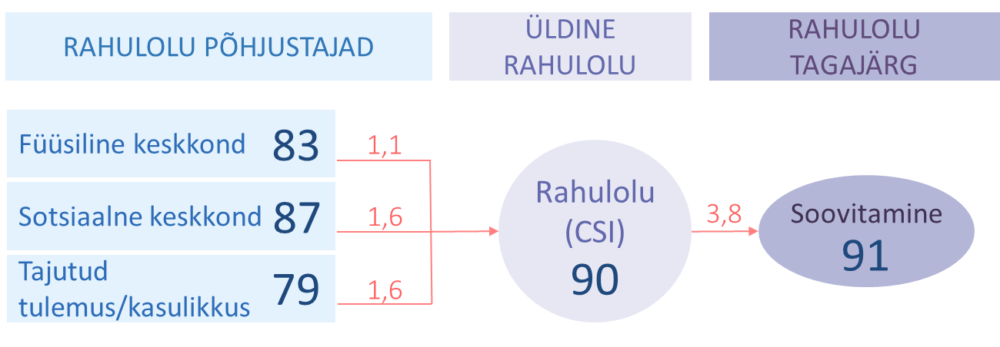 RAHULOLU PÕHJUSTAJAD
ÜLDINE
RAHULOLU
RAHULOLU
TAGAJÄRG
Füüsiline keskkond 83
1,1
Sotsiaalne keskkond 87
1,6
Tajutud
tulemus/kasulikkus 79
1,6
Rahulolu
(CSI)
90
3,8
Soovitamine
91